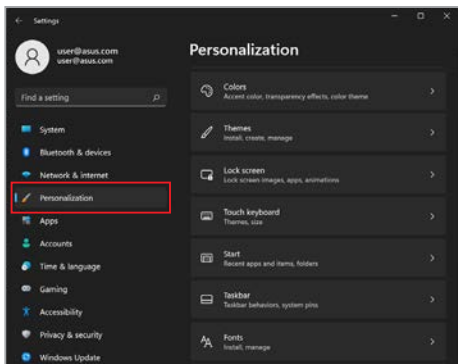 Settings
user@asus.com
user@asus.com
Find a setting
System
Bluetooth & devices
Network & internet
Personalization
Apps
Accounts
Time & language
Gaming
Accessibility
Privacy & security
Windows Update
Personalization
Colors
Accent color, transparency effects, color theme
Themes
Install, create, manage
Lock screen
Lock screen images, apps, animations
Touch keyboard
Themes, size
Start
Recent apps and items, folders
Taskbar
Taskbar behaviors, system pins
Fonts
Install, manage